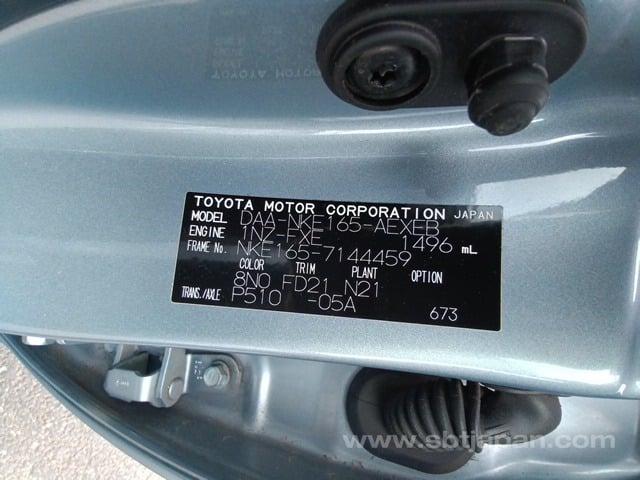 TOYOTA MOTOR CORPORATION JAPAN
MODEL DAA-NKE165-AEXEB
ENGINE 1NZ-FXE 1496 mL
FRAME No. NKE165-7144459
COLOR TRIM PLANT OPTION
8N0 FD21 N21
TRANS./AXLE P510 -05A
673
www.sbtjapan.com